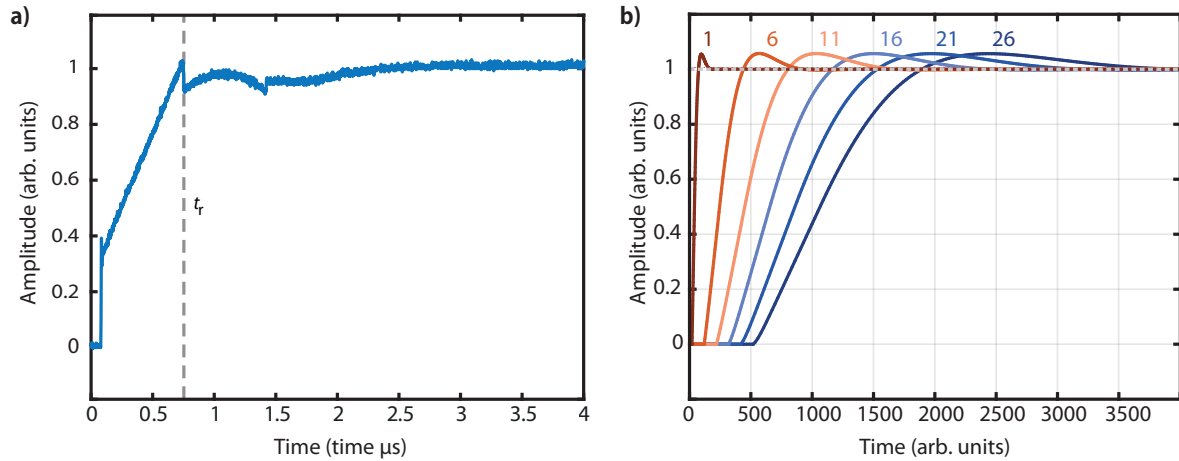 a)
Amplitude (arb. units)
1
0.8
0.6
0.4
0.2
0
tr
0 0.5 1 1.5 2 2.5 3 3.5 4
Time (time μs)
b)
Amplitude (arb. units)
1 6 11 16 21 26
1
0.8
0.6
0.4
0.2
0
0 500 1000 1500 2000 2500 3000 3500
Time (arb. units)